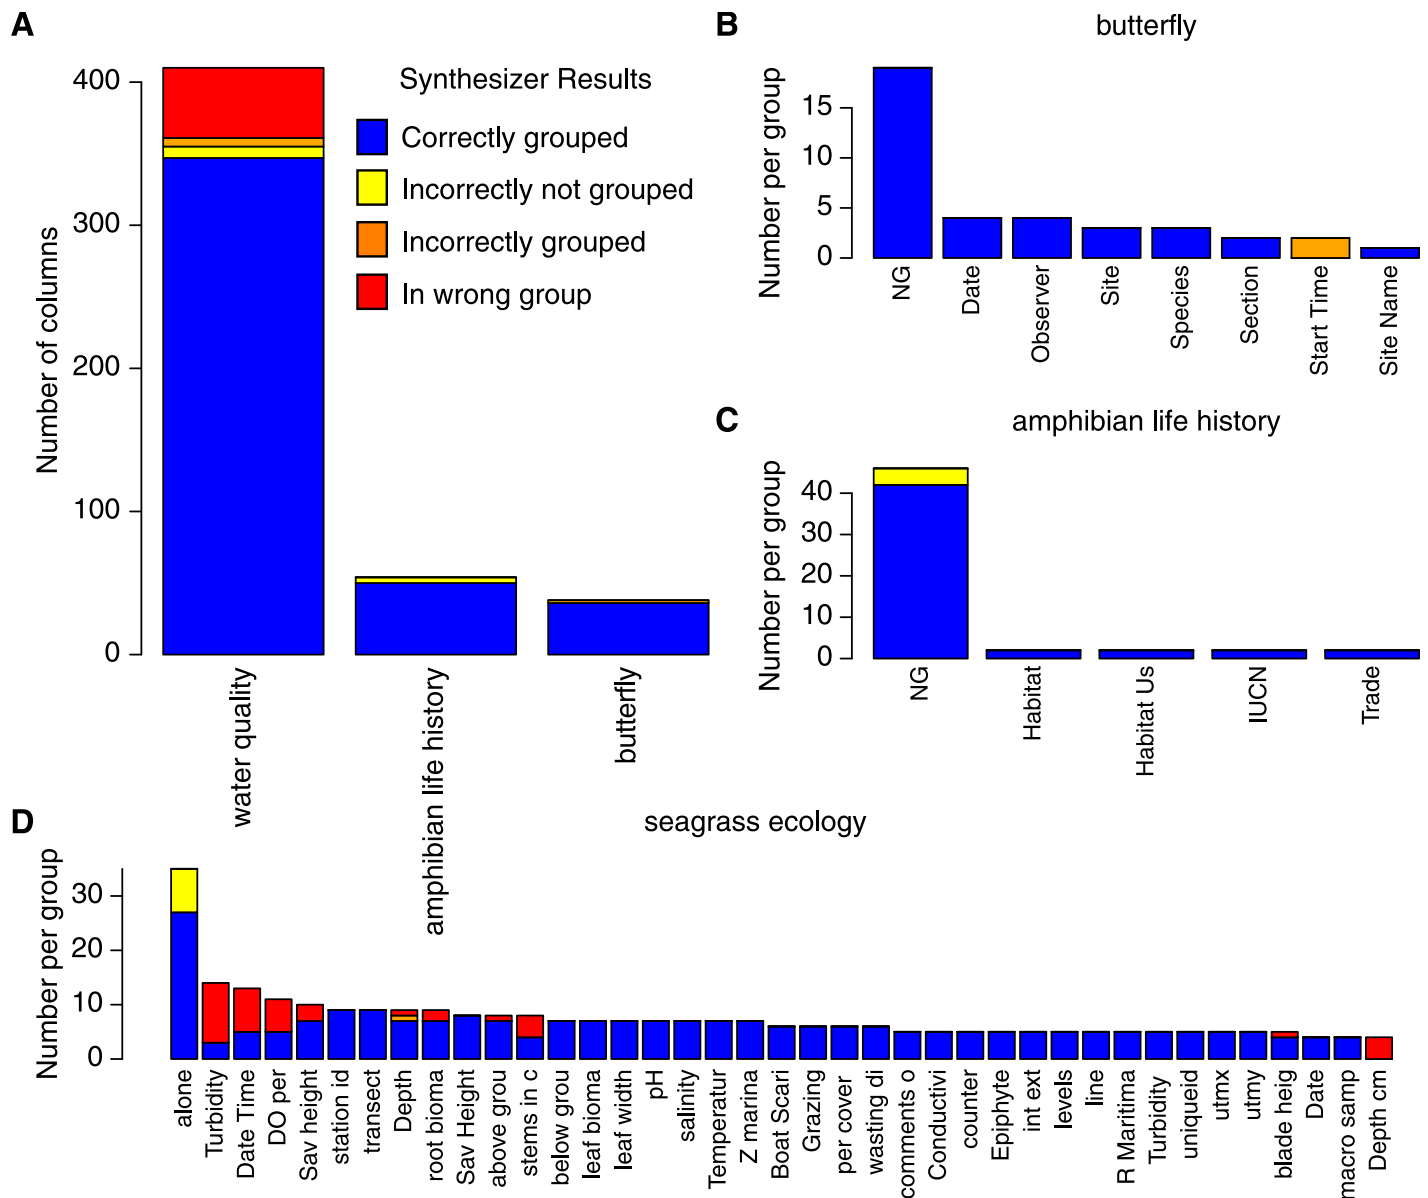 A
Number of columns
400
300
200
100
0
Synthesizer Results
Correctly grouped
Incorrectly not grouped
Incorrectly grouped
In wrong group
water quality
amphibian life history
butterfly
B
butterfly
Number per group
15
10
5
0
NG
Date
Observer
Site
Species
Section
Start Time
Site Name
C
amphibian life history
Number per group
40
30
20
10
0
NG
Habitat
Habitat Us
IUCN
Trade
D
seagrass ecology
Number per group
30
20
10
0
alone
Turbidity
Date Time
DO per
Sav height
station id
transect
Depth
root bioma
Sav Height
above grou
stems in c
below grou
leaf bioma
leaf width
pH
salinity
Temperatur
Z marina
Boat Scari
Grazing
per cover
wasting di
comments o
Conductivi
counter
Epiphyte
int ext
levels
line
R Maritima
Turbidity
uniqueid
utmx
utmy
blade heig
Date
macro samp
Depth cm